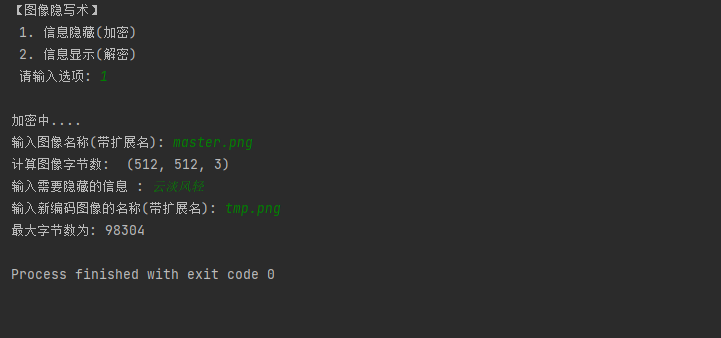 【图像隐写术】
1. 信息隐藏(加密)
2. 信息显示(解密)
请输入选项: 1
加密中....
输入图像名称(带扩展名): master.png
计算图像字节数: (512, 512, 3)
输入需要隐藏的信息 : 云淡风轻
输入新编码图像的名称(带扩展名): tmp.png
最大字节数为: 98304
Process finished with exit code 0